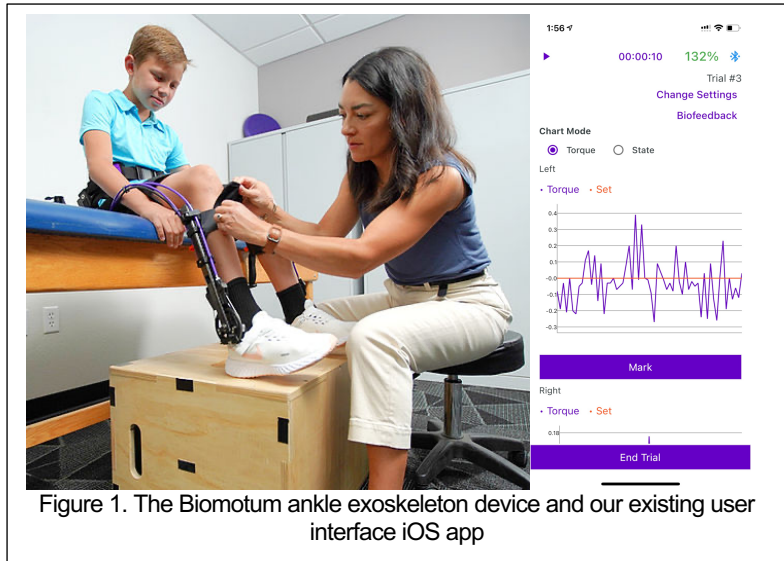 1:56
00:00:10 132%
Trial #3
Change Settings
Biofeedback
Chart Mode
Torque State
Left
• Torque • Set
0.4
0.3
0.2
0.1
-0.0
-0.1
-0.2
-0.3
Mark
Right
• Torque • Set
0.18
End Trial
Figure 1. The Biomotum ankle exoskeleton device and our existing user
interface iOS app